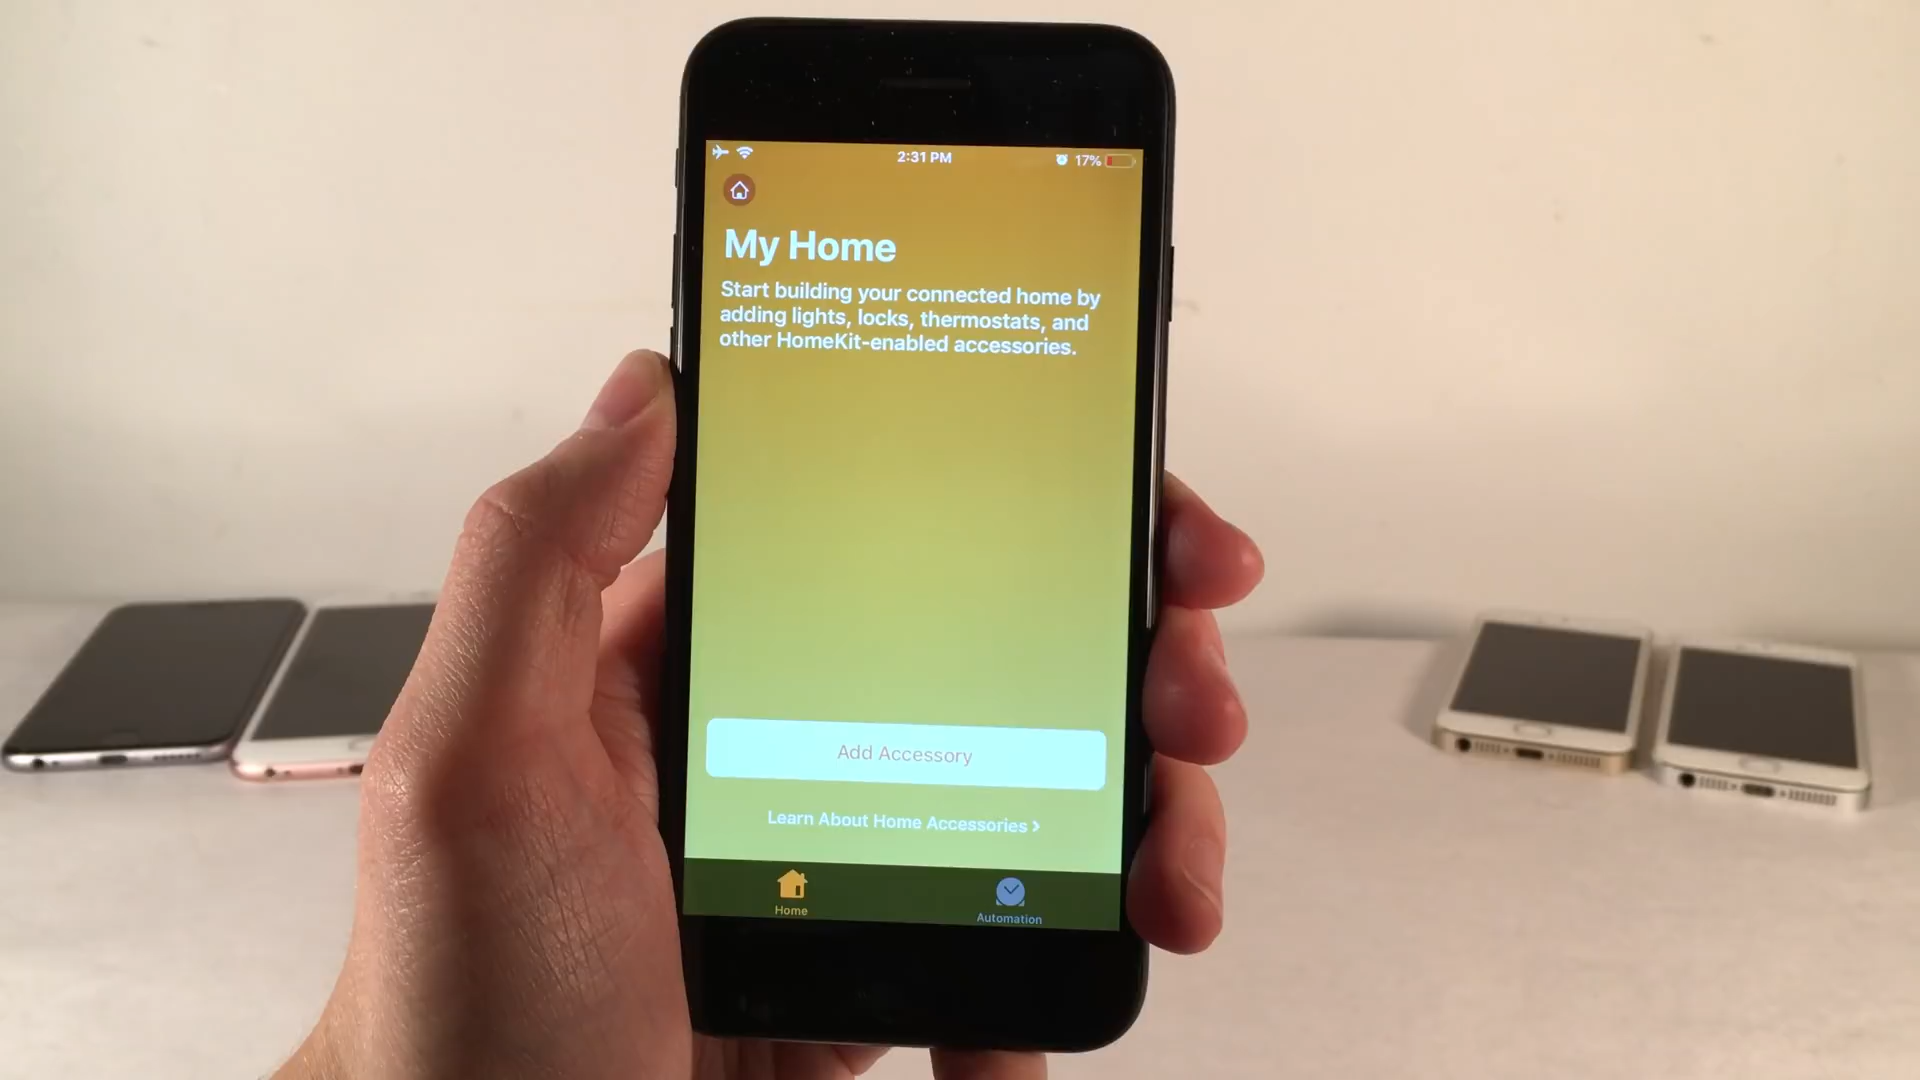 2:31 PM
17%
My Home
Start building your connected home by
adding lights, locks, thermostats, and
other HomeKit-enabled accessories.
Add Accessory
Learn About Home Accessories >
Home
Automation